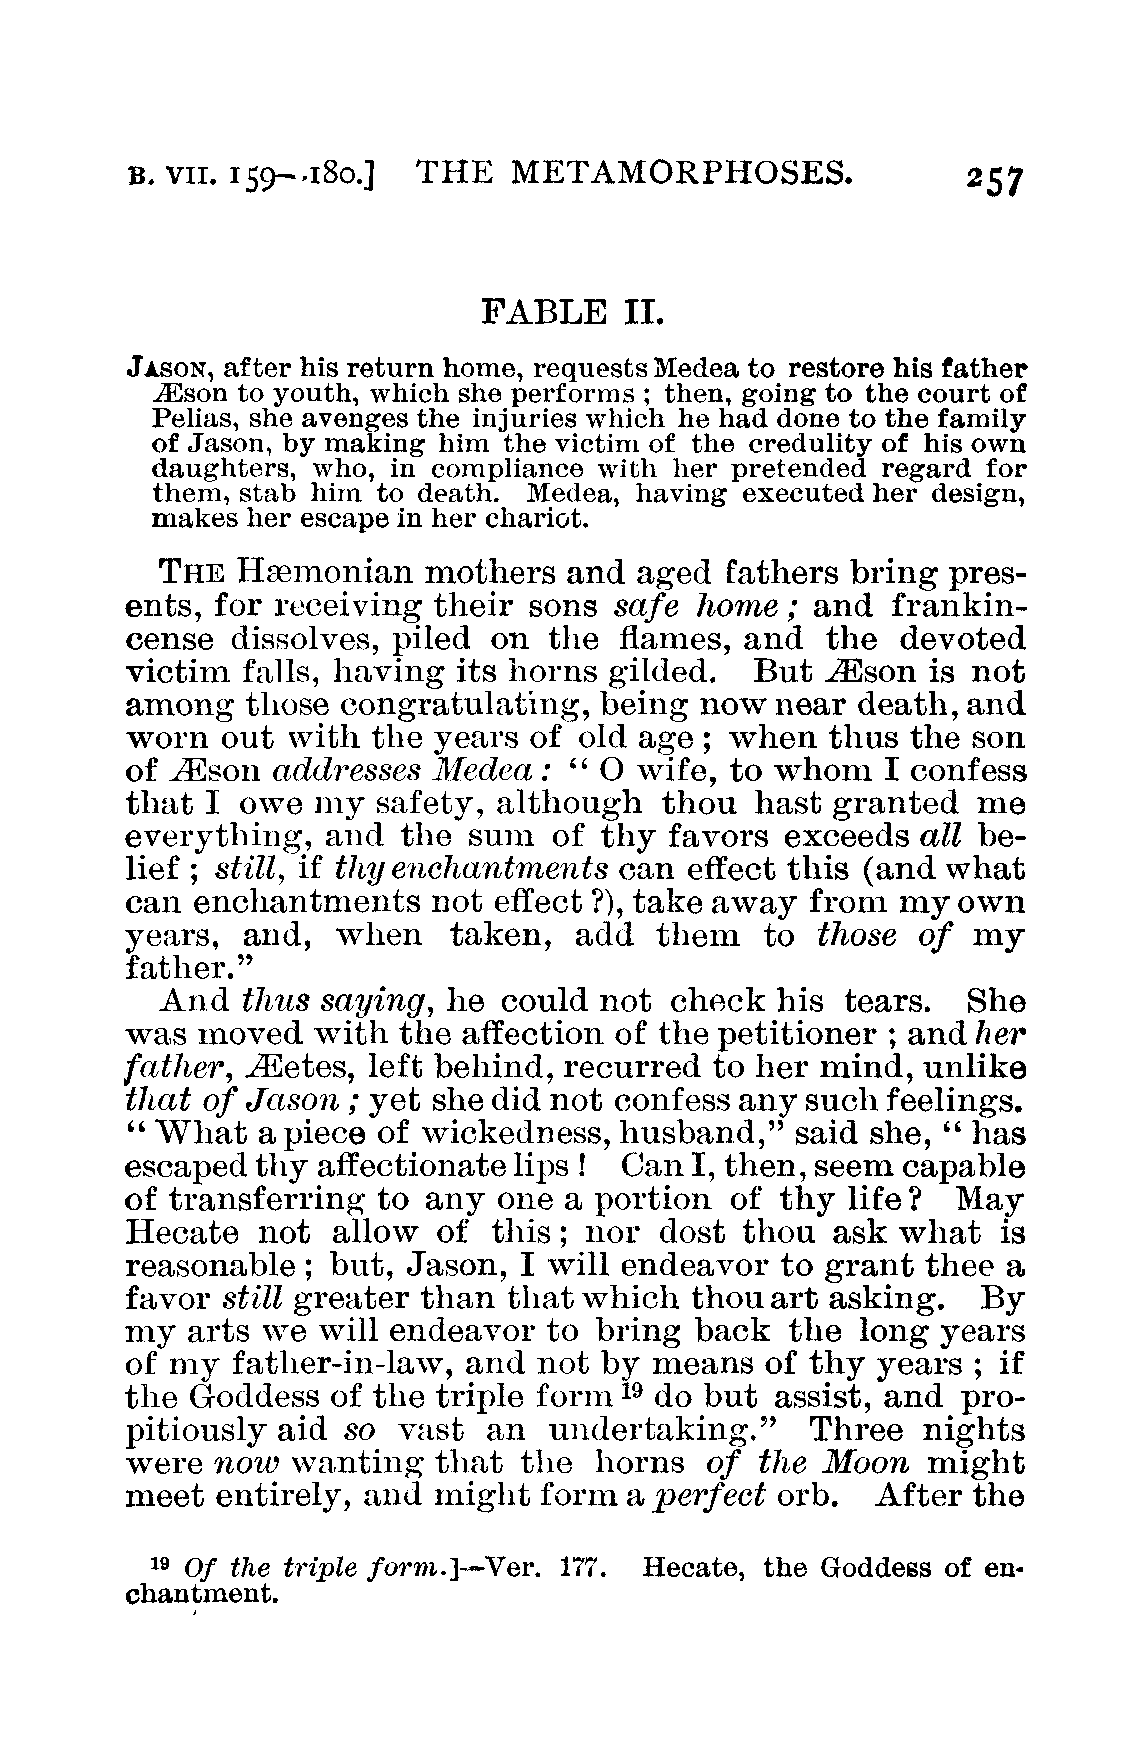 B. VII. 159–180.] THE METAMORPHOSES. 257
FABLE II.
JASON, after his return home, requests Medea to restore his father
Æson to youth, which she performs ; then, going to the court of
Pelias, she avenges the injuries which he had done to the family
of Jason, by making him the victim of the credulity of his own
daughters, who, in compliance with her pretended regard for
them, stab him to death. Medea, having executed her design,
makes her escape in her chariot.
THE Hæmonian mothers and aged fathers bring pres-
ents, for receiving their sons safe home ; and frankin-
cense dissolves, piled on the flames, and the devoted
victim falls, having its horns gilded. But Æson is not
among those congratulating, being now near death, and
worn out with the years of old age ; when thus the son
of Æson addresses Medea : “ O wife, to whom I confess
that I owe my safety, although thou hast granted me
everything, and the sum of thy favors exceeds all be-
lief ; still, if thy enchantments can effect this (and what
can enchantments not effect ?), take away from my own
years, and, when taken, add them to those of my
father.”
And thus saying, he could not check his tears. She
was moved with the affection of the petitioner ; and her
father, Æetes, left behind, recurred to her mind, unlike
that of Jason ; yet she did not confess any such feelings.
“ What a piece of wickedness, husband,” said she, “ has
escaped thy affectionate lips ! Can I, then, seem capable
of transferring to any one a portion of thy life? May
Hecate not allow of this ; nor dost thou ask what is
reasonable ; but, Jason, I will endeavor to grant thee a
favor still greater than that which thou art asking. By
my arts we will endeavor to bring back the long years
of my father-in-law, and not by means of thy years ; if
the Goddess of the triple form 19 do but assist, and pro-
pitiously aid so vast an undertaking.” Three nights
were now wanting that the horns of the Moon might
meet entirely, and might form a perfect orb. After the
19 Of the triple form.]—Ver. 177. Hecate, the Goddess of en-
chantment.